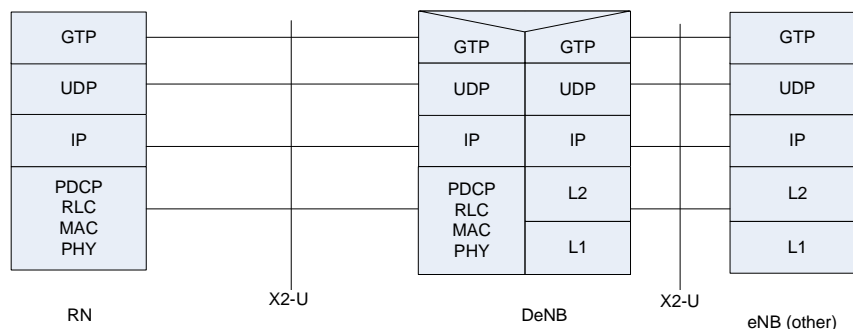 GTP
GTP
GTP
GTP
UDP
UDP
UDP
UDP
IP
IP
IP
IP
PDCP
RLC
MAC
PHY
PDCP
RLC
MAC
PHY
L2
L1
L2
L1
X2-U
X2-U
RN
DeNB
eNB (other)